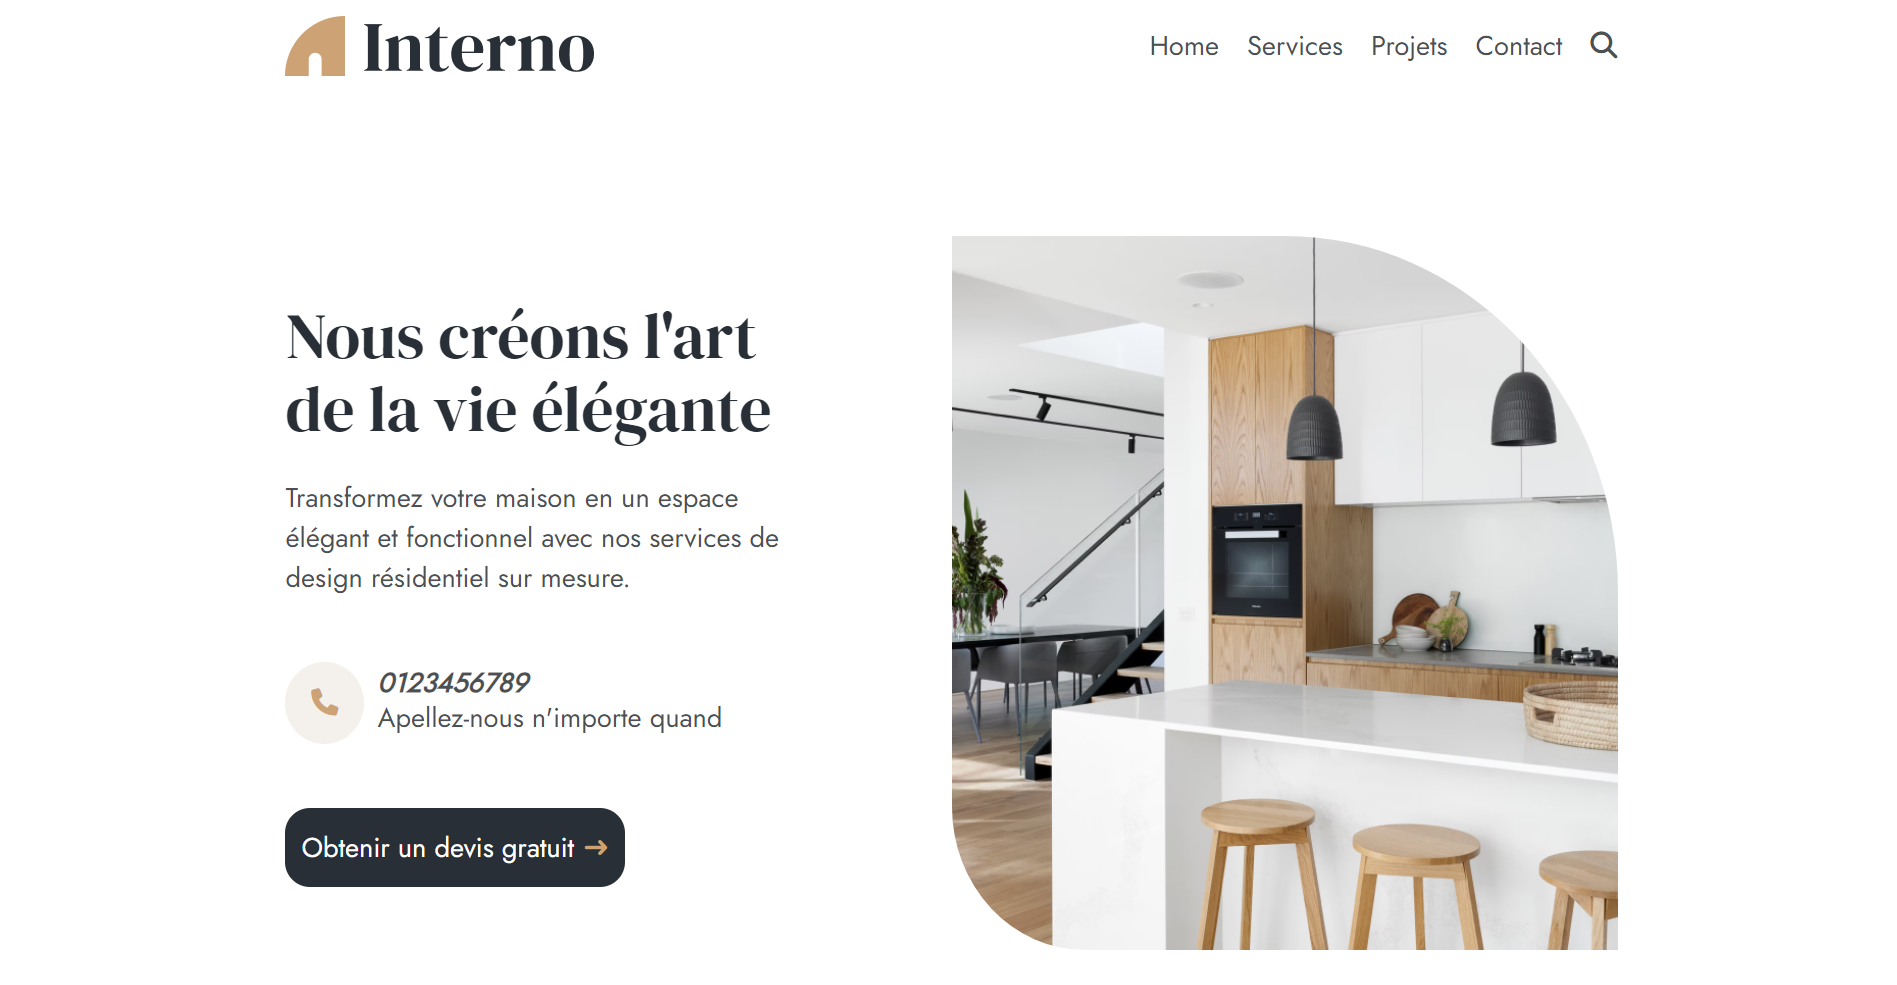 Interno
Home Services Projets Contact
Nous créons l'art
de la vie élégante
Transformez votre maison en un espace
élégant et fonctionnel avec nos services de
design résidentiel sur mesure.
0123456789
Apellez-nous n'importe quand
Obtenir un devis gratuit